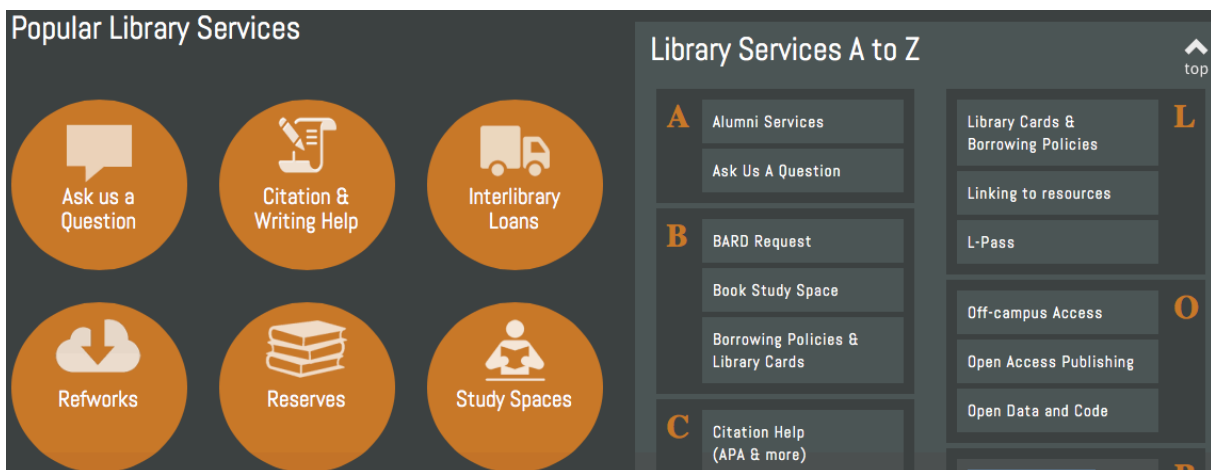 Popular Library Services
Ask us a
Question
Citation &
Writing Help
Interlibrary
Loans
Refworks
Reserves
Study Spaces
Library Services A to Z
top
A
Alumni Services
Ask Us A Question
B
BARD Request
Book Study Space
Borrowing Policies &
Library Cards
C
Citation Help
(APA & more)
L
Library Cards &
Borrowing Policies
Linking to resources
L-Pass
O
Off-campus Access
Open Access Publishing
Open Data and Code